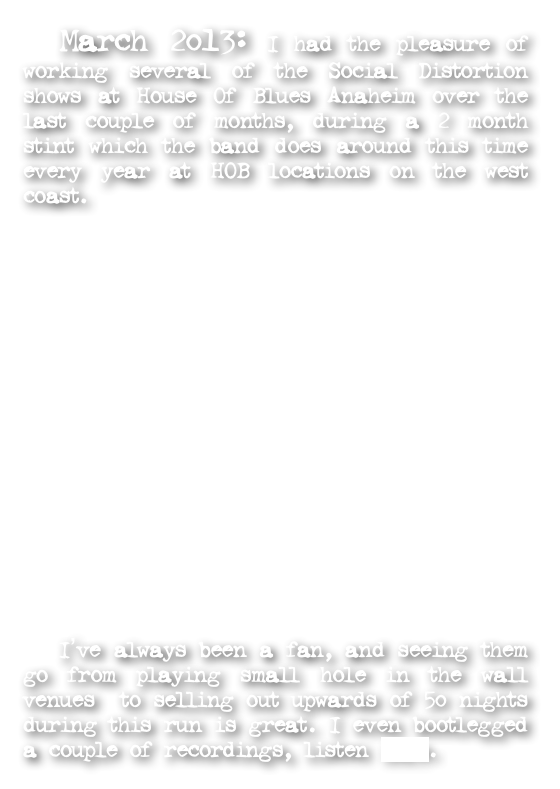 March 2013: I had the pleasure of
working several of the Social Distortion
shows at House Of Blues Anaheim over the
last couple of months, during a 2 month
stint which the band does around this time
every year at HOB locations on the west
coast.
I've always been a fan, and seeing them
go from playing small hole in the wall
venues to selling out upwards of 50 nights
during this run is great. I even bootlegged
a couple of recordings, listen .